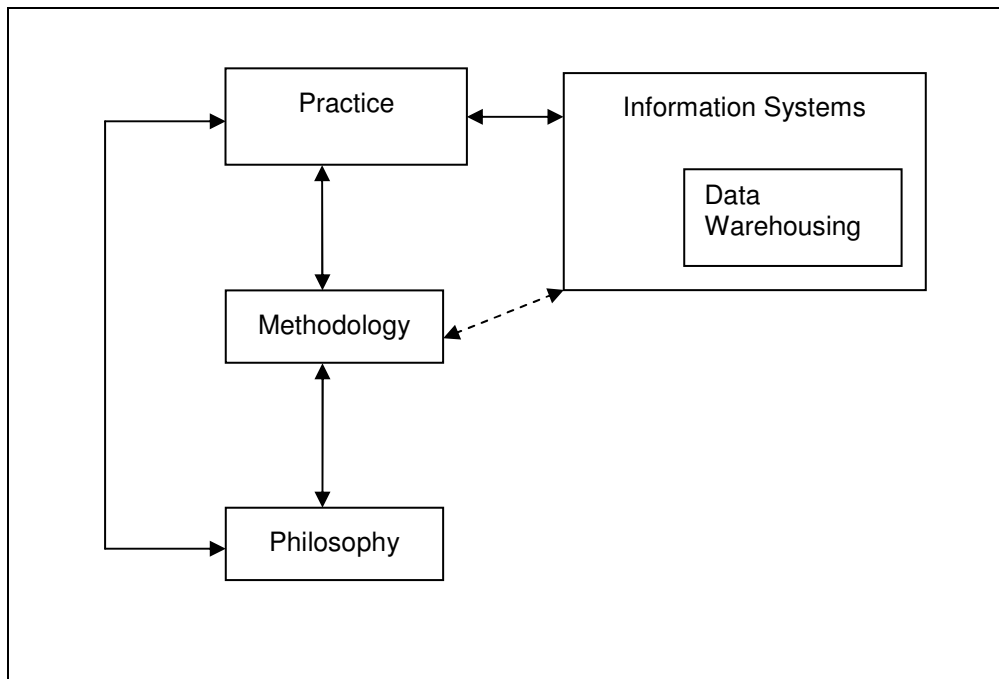 Practice
Information Systems
Data
Warehousing
Methodology
Philosophy